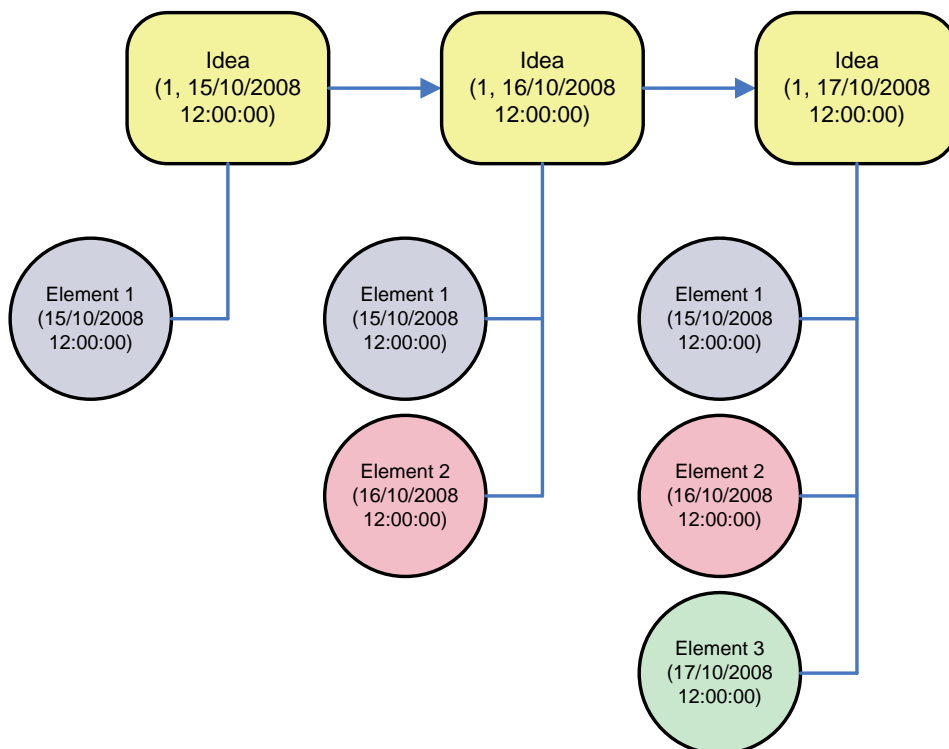 Idea
(1, 15/10/2008
12:00:00)
Idea
(1, 16/10/2008
12:00:00)
Idea
(1, 17/10/2008
12:00:00)
Element 1
(15/10/2008
12:00:00)
Element 1
(15/10/2008
12:00:00)
Element 1
(15/10/2008
12:00:00)
Element 2
(16/10/2008
12:00:00)
Element 2
(16/10/2008
12:00:00)
Element 3
(17/10/2008
12:00:00)